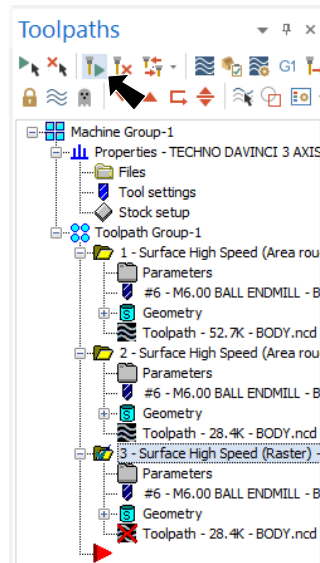 Toolpaths
G1
Machine Group-1
Properties - TECHNO DAVINCI 3 AXIS
Files
Tool settings
Stock setup
Toolpath Group-1
1 - Surface High Speed (Area rou
Parameters
#6 - M6.00 BALL ENDMILL - B
Geometry
Toolpath - 52.7K - BODY.ncd
2 - Surface High Speed (Area rou
Parameters
#6 - M6.00 BALL ENDMILL - B
Geometry
Toolpath - 28.4K - BODY.ncd
3 - Surface High Speed (Raster) -
Parameters
#6 - M6.00 BALL ENDMILL - B
Geometry
Toolpath - 28.4K - BODY.ncd